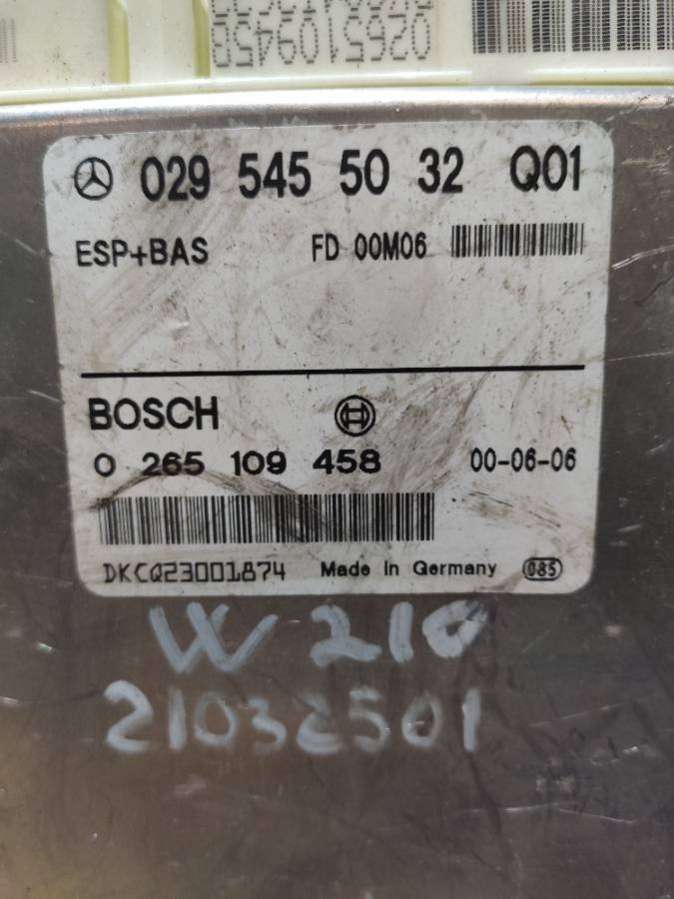 0265109458
029 545 50 32 Q01
ESP+BAS FD 00M06
BOSCH
0 265 109 458 00-06-06
DKCQ23001874 Made in Germany 085
W 210
21032501